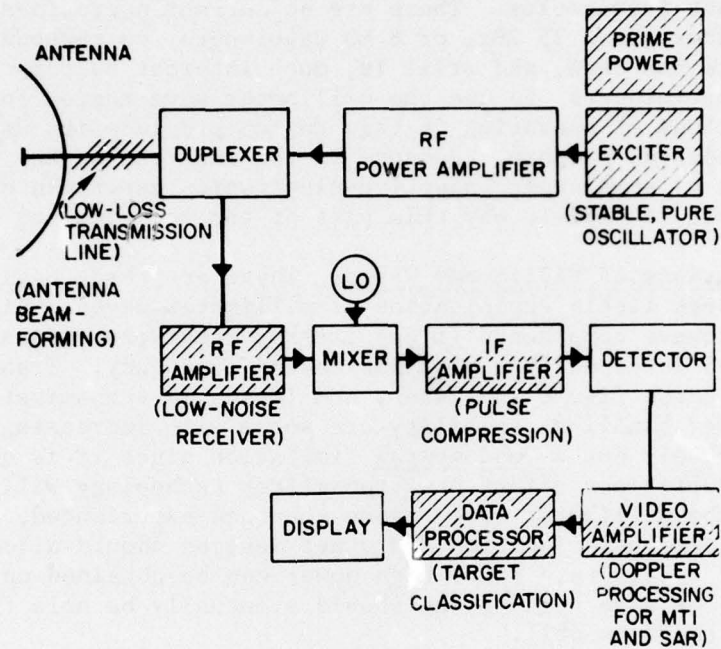 ANTENNA
PRIME
POWER
DUPLEXER
RF
POWER AMPLIFIER
EXCITER
(STABLE, PURE
OSCILLATOR)
(LOW-LOSS
TRANSMISSION
LINE)
(ANTENNA
BEAM-
FORMING)
LO
RF
AMPLIFIER
(LOW-NOISE
RECEIVER)
MIXER
IF
AMPLIFIER
(PULSE
COMPRESSION)
DETECTOR
DISPLAY
DATA
PROCESSOR
(TARGET
CLASSIFICATION)
VIDEO
AMPLIFIER
(DOPPLER
PROCESSING
FOR MTI
AND SAR)